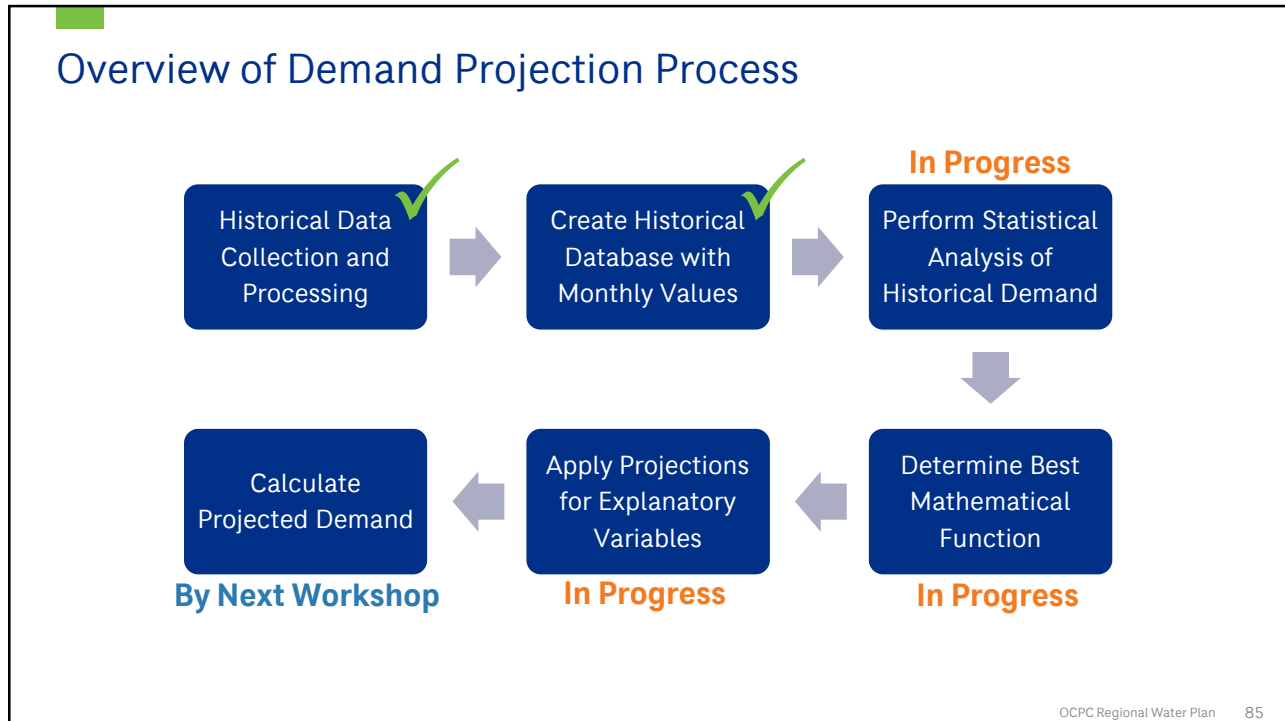 Overview of Demand Projection Process
Historical Data
Collection and
Processing
Create Historical
Database with
Monthly Values
In Progress
Perform Statistical
Analysis of
Historical Demand
Determine Best
Mathematical
Function
In Progress
Apply Projections
for Explanatory
Variables
In Progress
Calculate
Projected Demand
By Next Workshop
OCPC Regional Water Plan 85